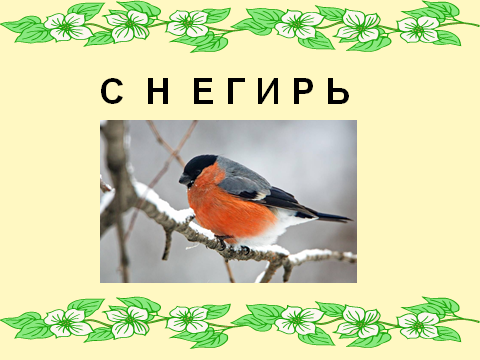 С Н Е Г И Р Ь